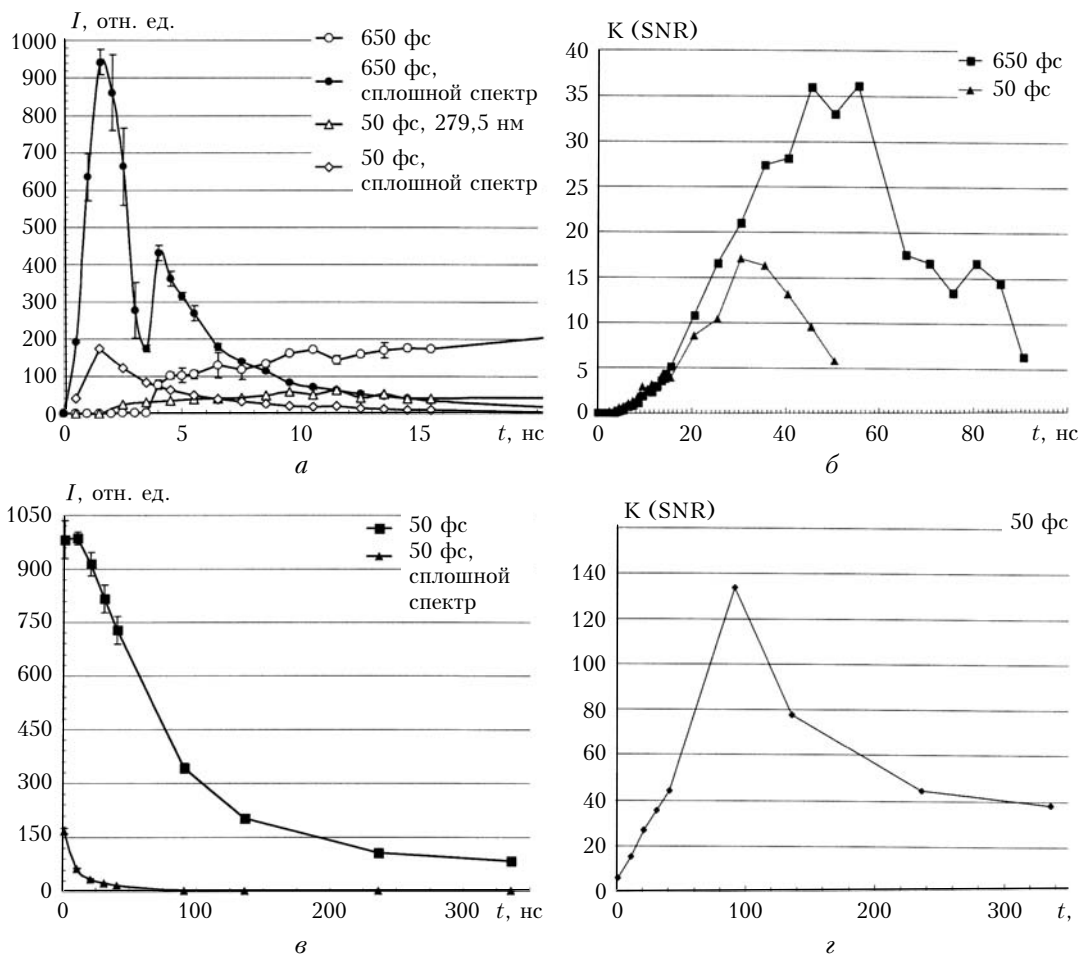 I, отн. ед.
1000
900
800
700
600
500
400
300
200
100
0
650 фс
650 фс,
сплошной спектр
50 фс, 279,5 нм
50 фс,
сплошной спектр
0 5 10 15 t, нс
а
K (SNR)
40
35
30
25
20
15
10
5
0
650 фс
50 фс
0 20 40 60 80 t, нс
б
I, отн. ед.
1050
900
750
600
450
300
150
0
50 фс
50 фс,
сплошной
спектр
0 100 200 300 t, нс
в
K (SNR)
50 фс
140
120
100
80
60
40
20
0
0 100 200 300 t,
г